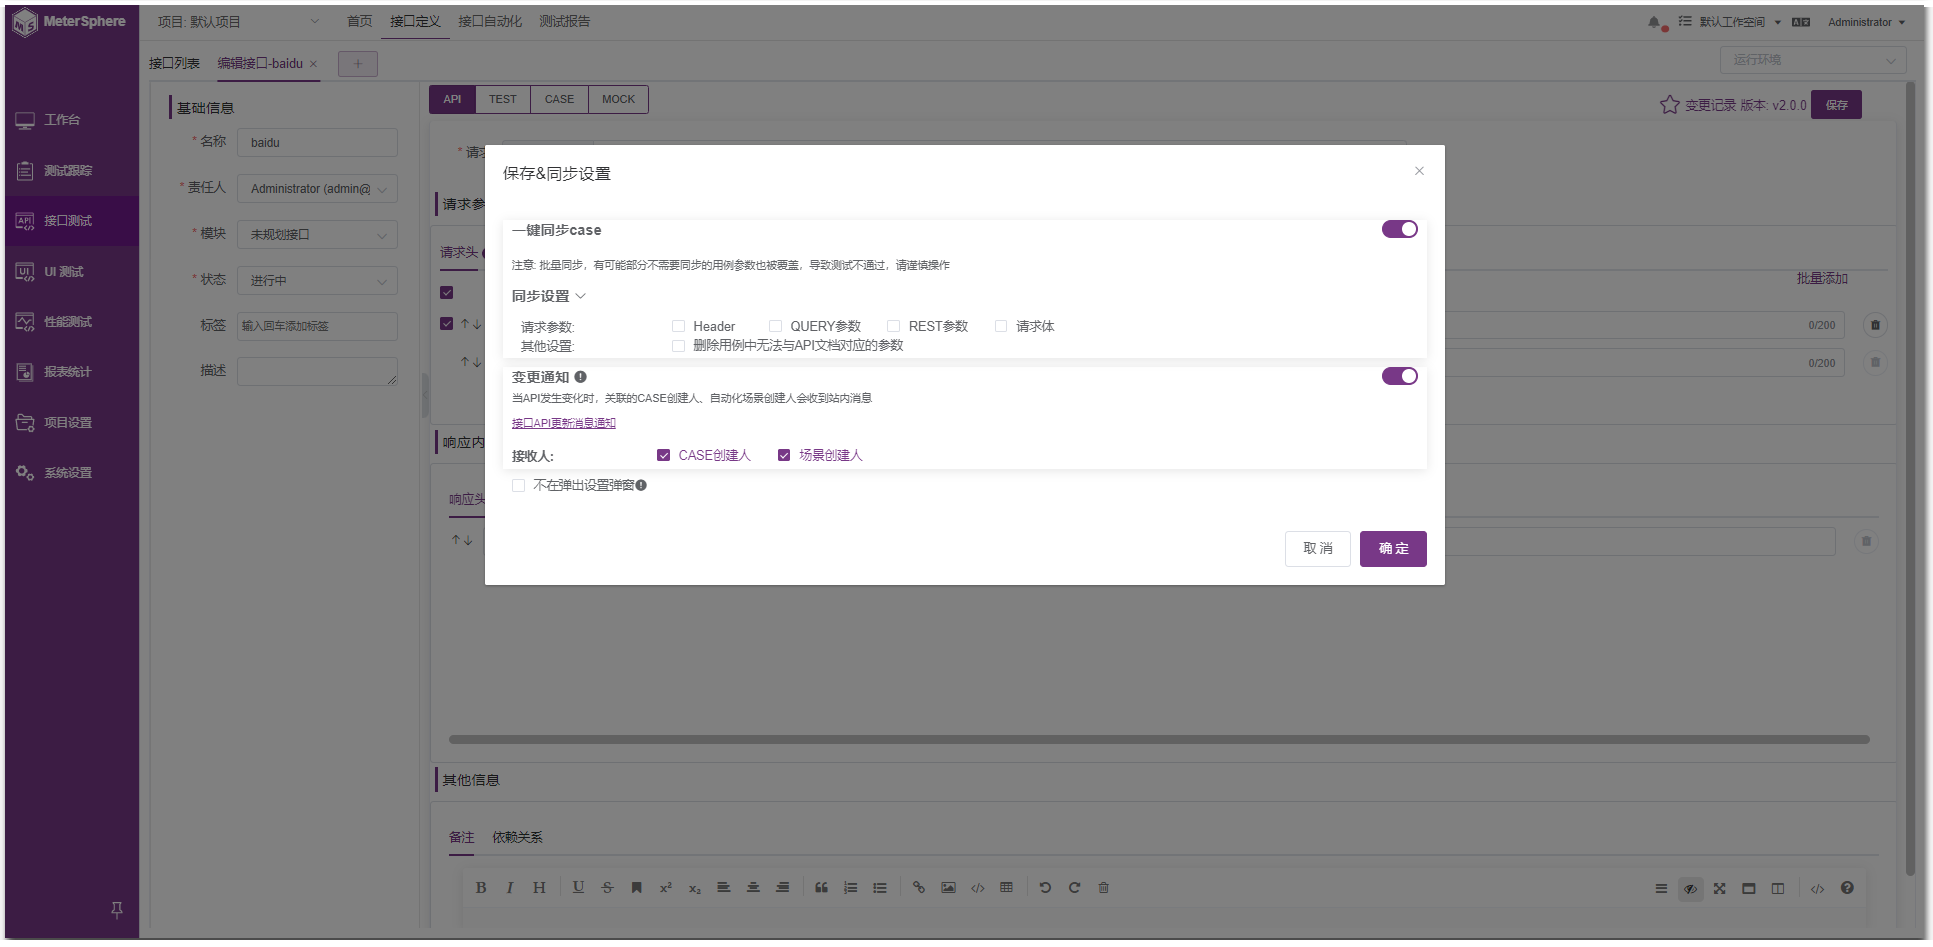 MeterSphere
项目: 默认项目
首页 接口定义 接口自动化 测试报告
默认工作空间
Administrator
接口列表 编辑接口-baidu × +
运行环境
工作台
测试跟踪
接口测试
UI 测试
性能测试
报表统计
项目设置
系统设置
基础信息
* 名称 baidu
* 责任人 Administrator (admin@
* 模块 未规划接口
* 状态 进行中
标签 输入回车添加标签
描述
API TEST CASE MOCK
变更记录 版本: v2.0.0 保存
* 请求
请求参
请求头
批量添加
0/200
0/200
响应内
响应头
保存&同步设置
一键同步case
注意: 批量同步，有可能部分不需要同步的用例参数也被覆盖，导致测试不通过，请谨慎操作
同步设置
请求参数: Header QUERY参数 REST参数 请求体
其他设置: 删除用例中无法与API文档对应的参数
变更通知
当API发生变化时，关联的CASE创建人、自动化场景创建人会收到站内消息
接口API更新消息通知
接收人: CASE创建人 场景创建人
不在弹出设置弹窗
取消 确定
其他信息
备注 依赖关系